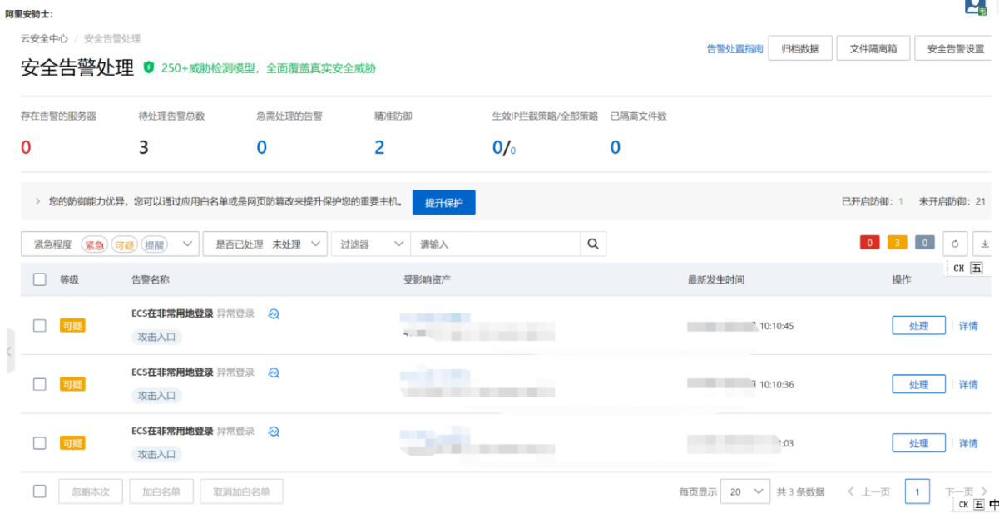 阿里安骑士：
云安全中心 / 安全告警处理
告警处置指南 归档数据 文件隔离箱 安全告警设置
安全告警处理 250+威胁检测模型，全面覆盖真实安全威胁
存在告警的服务器 待处理告警总数 急需处理的告警 精准防御 生效IP拦截策略/全部策略 已隔离文件数
0 3 0 2 0/0 0
您的防御能力优异，您可以通过应用白名单或是网页防篡改来提升保护您的重要主机。 提升保护 已开启防御：1 未开启防御：21
紧急程度 紧急 可疑 提醒 是否已处理 未处理 过滤器 请输入 0 3 0
CH 五
等级 告警名称 受影响资产 最新发生时间 操作
可疑 ECS在非常用地登录 异常登录 10:10:45 处理 详情
攻击入口
可疑 ECS在非常用地登录 异常登录 10:10:36 处理 详情
攻击入口
可疑 ECS在非常用地登录 异常登录 :03 处理 详情
攻击入口
忽略本次 加白名单 取消加白名单 每页显示 20 共 3 条数据 上一页 1 下一页
CH 五 中